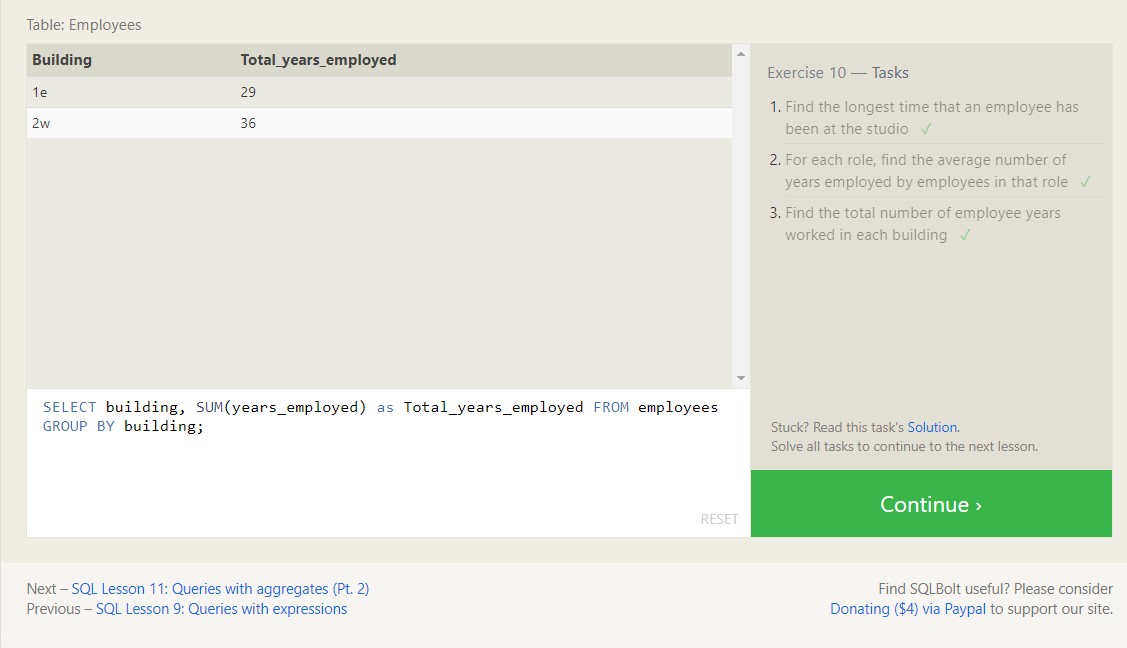 Table: Employees
Building Total_years_employed
1e 29
2w 36
SELECT building, SUM(years_employed) as Total_years_employed FROM employees
GROUP BY building;
RESET
Exercise 10 — Tasks
1. Find the longest time that an employee has
been at the studio ✓
2. For each role, find the average number of
years employed by employees in that role ✓
3. Find the total number of employee years
worked in each building ✓
Stuck? Read this task's Solution.
Solve all tasks to continue to the next lesson.
Continue ›
Next – SQL Lesson 11: Queries with aggregates (Pt. 2)
Previous – SQL Lesson 9: Queries with expressions
Find SQLBolt useful? Please consider
Donating ($4) via Paypal to support our site.